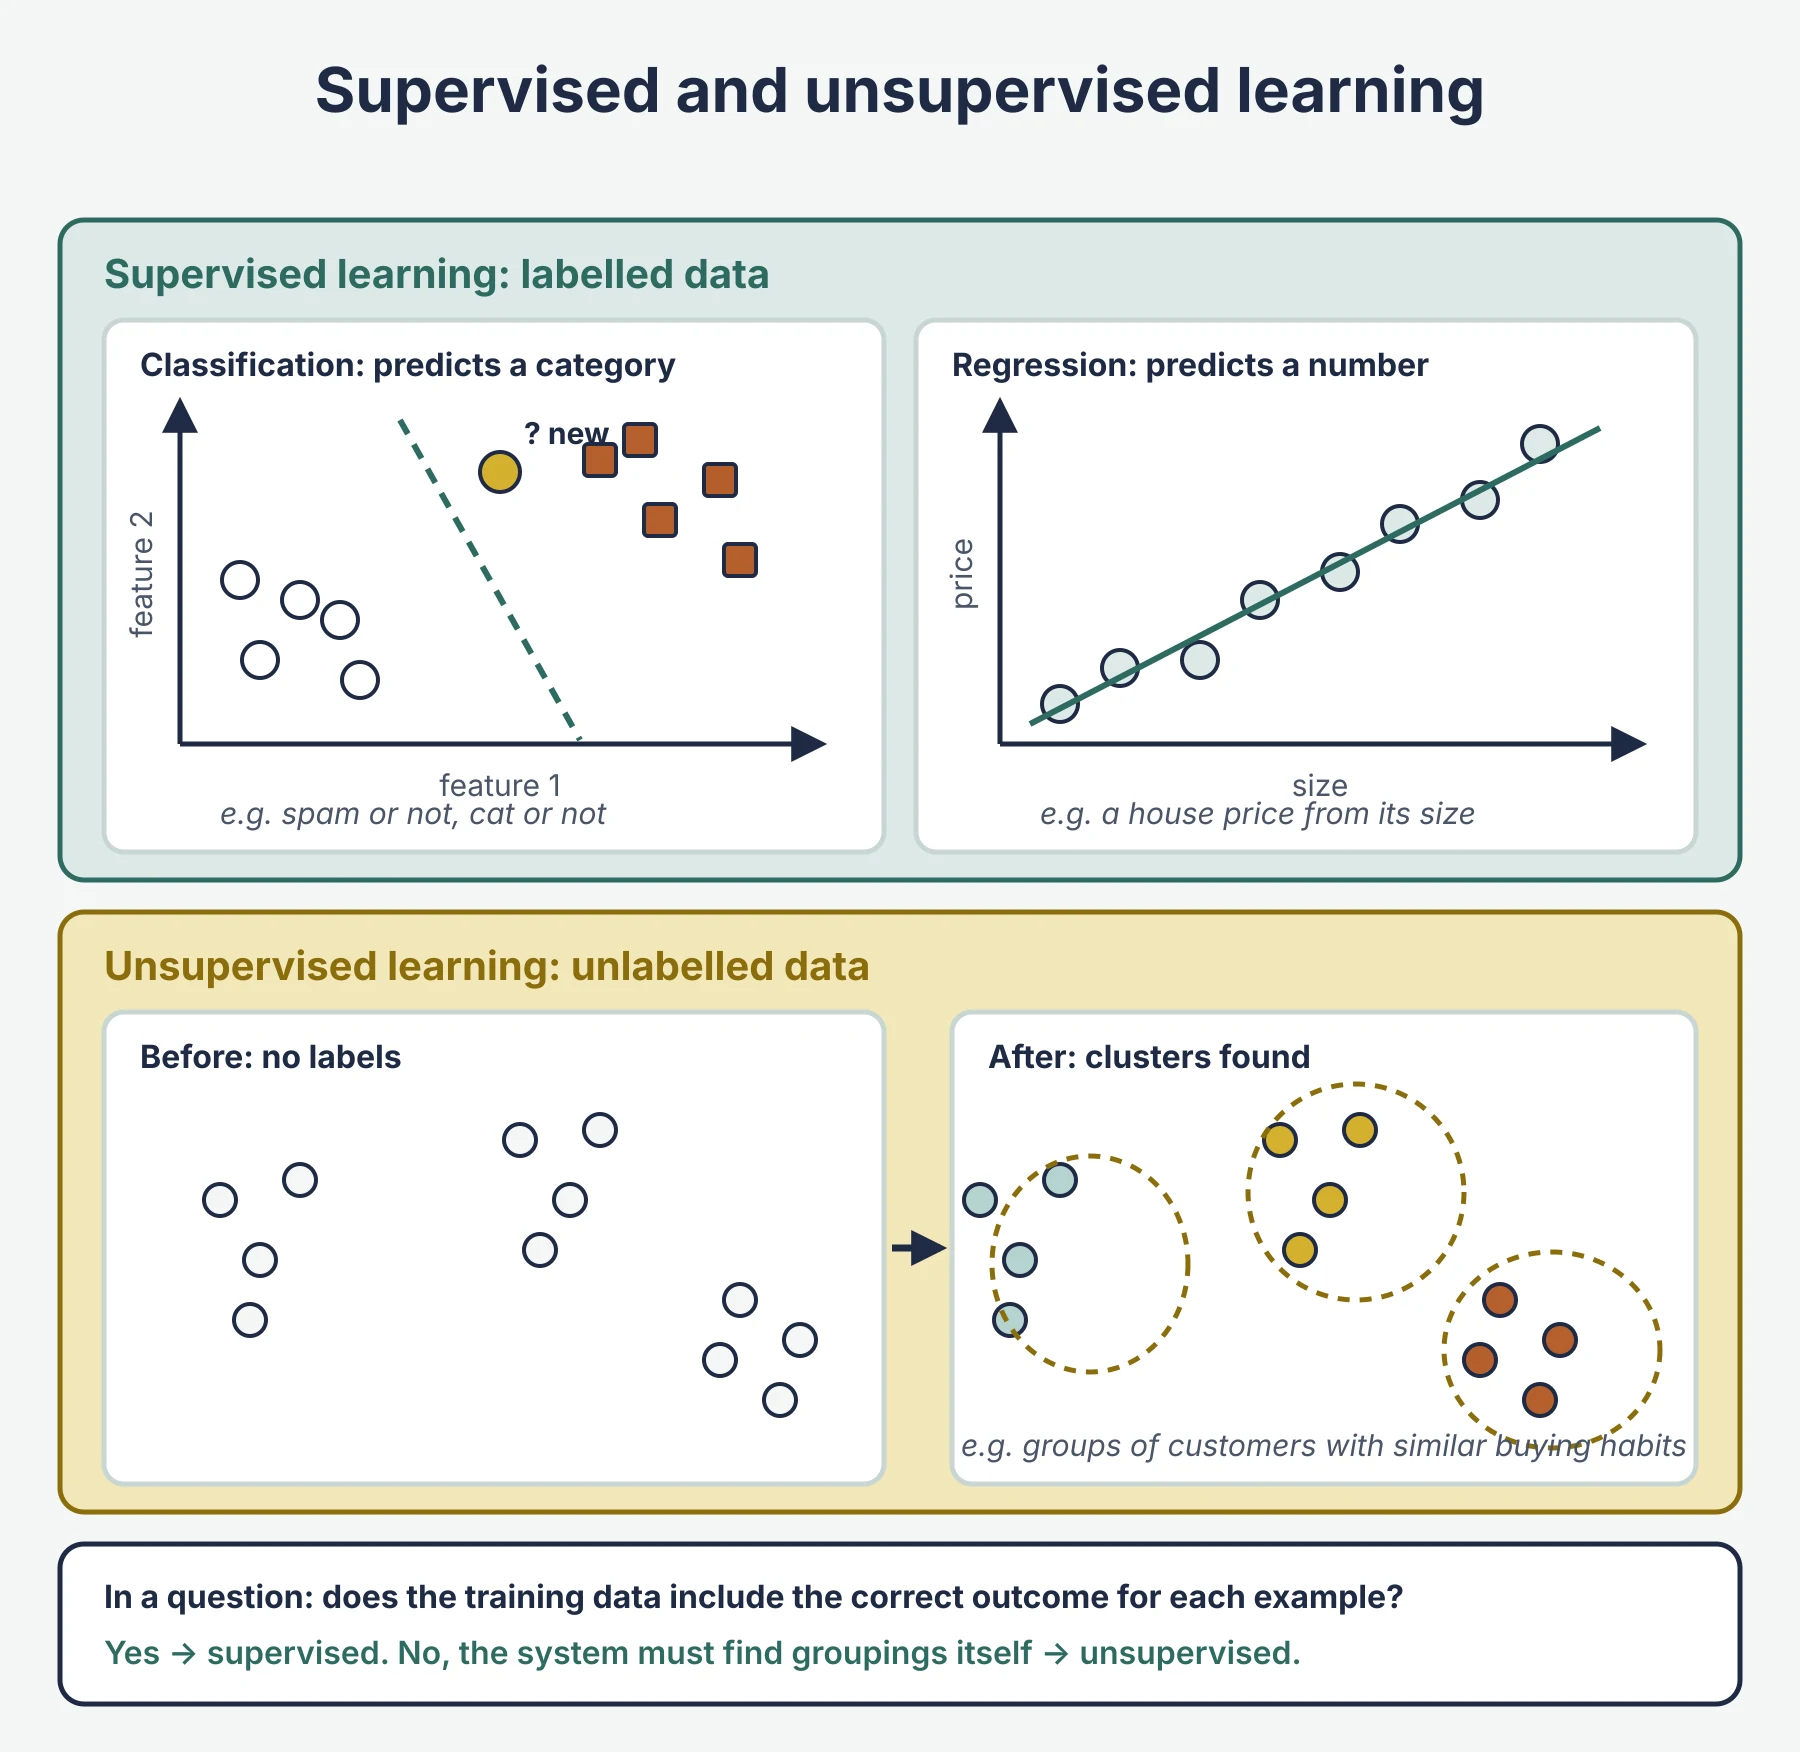 Supervised and unsupervised learning
Supervised learning: labelled data
Classification: predicts a category
? new
feature 2
feature 1
e.g. spam or not, cat or not
Regression: predicts a number
price
size
e.g. a house price from its size
Unsupervised learning: unlabelled data
Before: no labels
After: clusters found
e.g. groups of customers with similar buying habits
In a question: does the training data include the correct outcome for each example?
Yes → supervised. No, the system must find groupings itself → unsupervised.